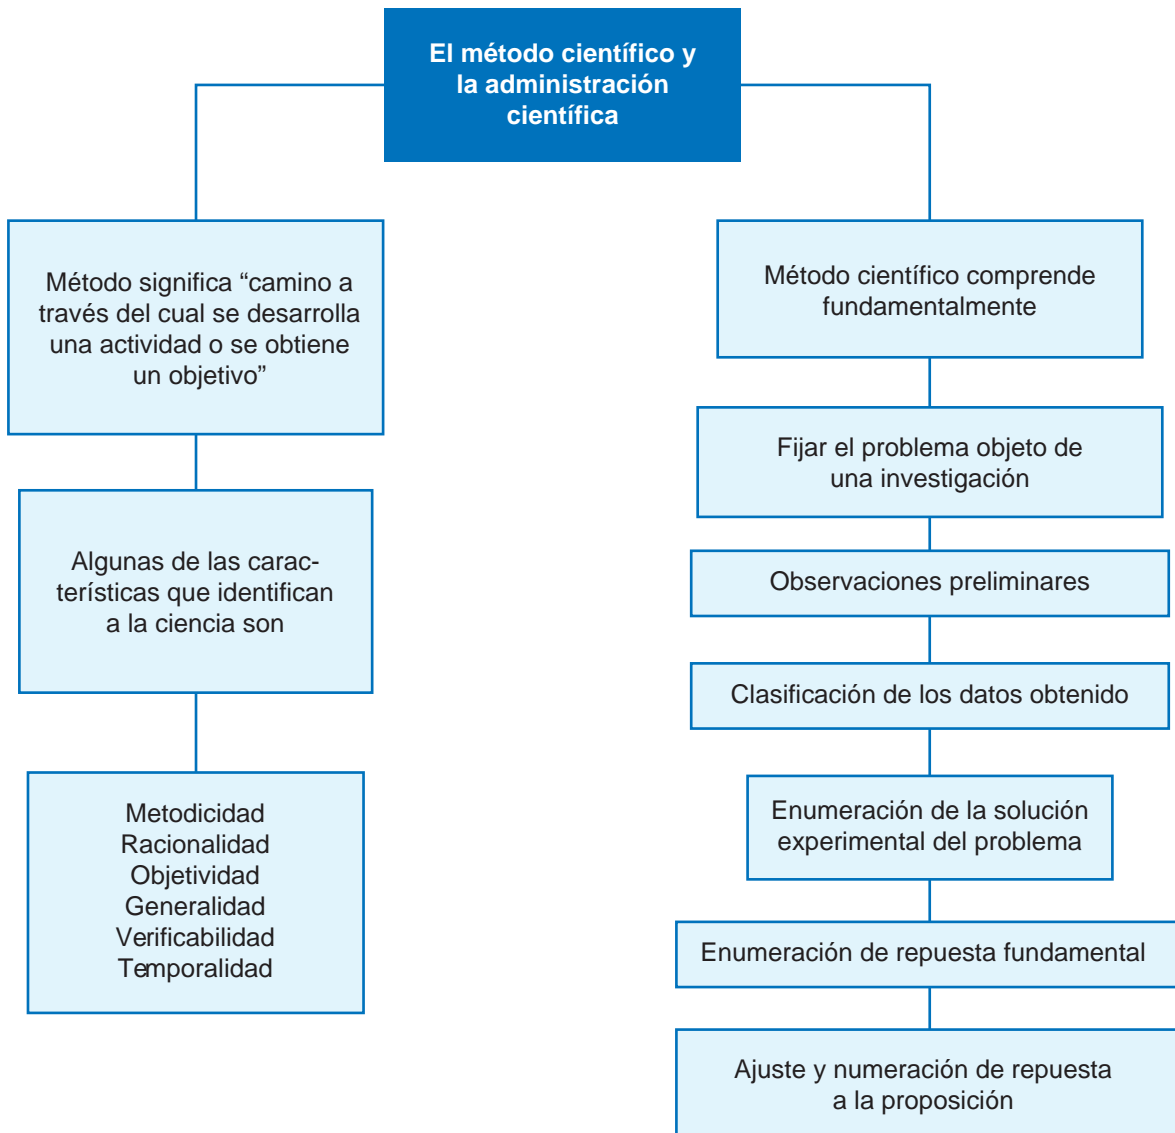 El método científico y
la administración
científica
Método significa “camino a
través del cual se desarrolla
una actividad o se obtiene
un objetivo”
Algunas de las carac-
terísticas que identifican
a la ciencia son
Metodicidad
Racionalidad
Objetividad
Generalidad
Verificabilidad
Temporalidad
Método científico comprende
fundamentalmente
Fijar el problema objeto de
una investigación
Observaciones preliminares
Clasificación de los datos obtenido
Enumeración de la solución
experimental del problema
Enumeración de repuesta fundamental
Ajuste y numeración de repuesta
a la proposición